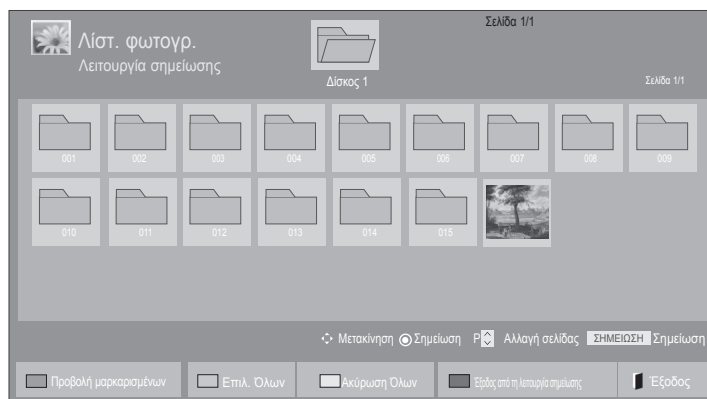 Λίστ. φωτογρ.
Λειτουργία σημείωσης
Δίσκος 1
Σελίδα 1/1
Σελίδα 1/1
001 002 003 004 005 006 007 008 009
010 011 012 013 014 015
Μετακίνηση Σημείωση P Αλλαγή σελίδας ΣΗΜΕΙΩΣΗ Σημείωση
Προβολή μαρκαρισμένων Επιλ. Όλων Ακύρωση Όλων Έξοδος από τη λειτουργία σημείωσης Έξοδος